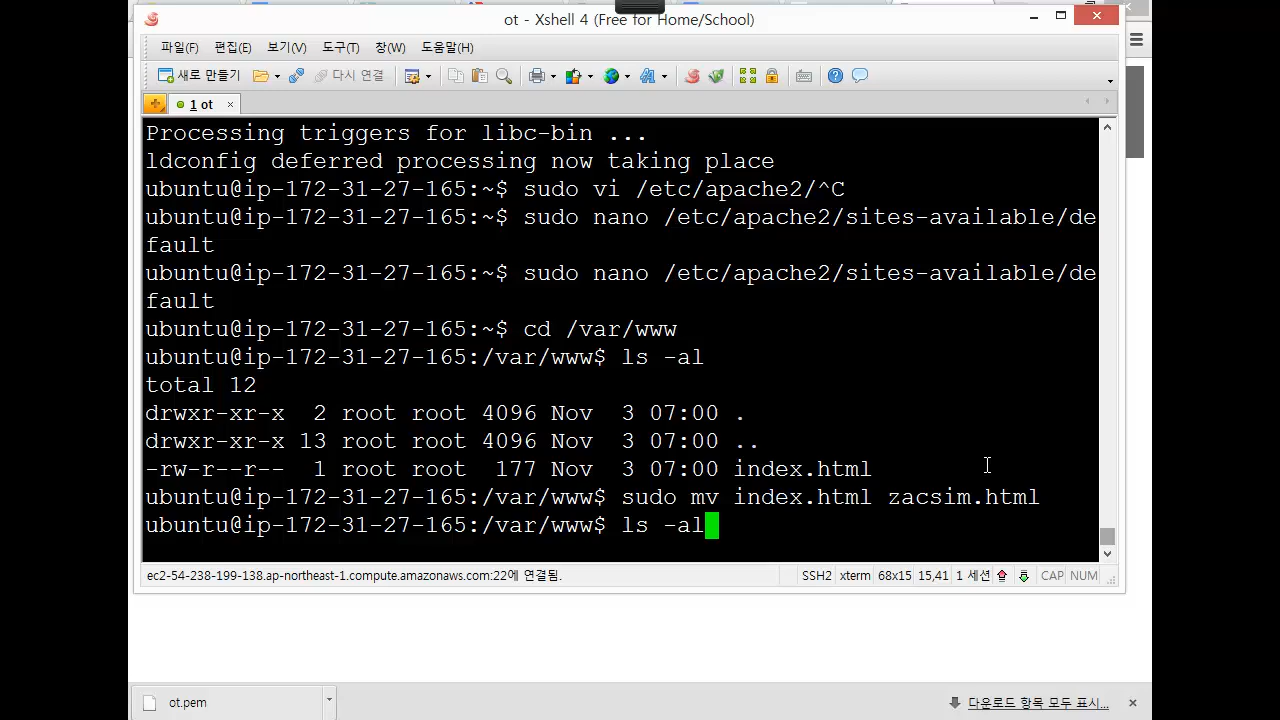 ot - Xshell 4 (Free for Home/School)
파일(F) 편집(E) 보기(V) 도구(T) 창(W) 도움말(H)
새로 만들기 다시 연결
1 ot
Processing triggers for libc-bin ...
ldconfig deferred processing now taking place
ubuntu@ip-172-31-27-165:~$ sudo vi /etc/apache2/^C
ubuntu@ip-172-31-27-165:~$ sudo nano /etc/apache2/sites-available/de
fault
ubuntu@ip-172-31-27-165:~$ sudo nano /etc/apache2/sites-available/de
fault
ubuntu@ip-172-31-27-165:~$ cd /var/www
ubuntu@ip-172-31-27-165:/var/www$ ls -al
total 12
drwxr-xr-x  2 root root 4096 Nov  3 07:00 .
drwxr-xr-x 13 root root 4096 Nov  3 07:00 ..
-rw-r--r--  1 root root  177 Nov  3 07:00 index.html
ubuntu@ip-172-31-27-165:/var/www$ sudo mv index.html zacsim.html
ubuntu@ip-172-31-27-165:/var/www$ ls -al
ec2-54-238-199-138.ap-northeast-1.compute.amazonaws.com:22에 연결됨. SSH2 xterm 68x15 15,41 1 세션 CAP NUM
ot.pem 다운로드 항목 모두 표시...